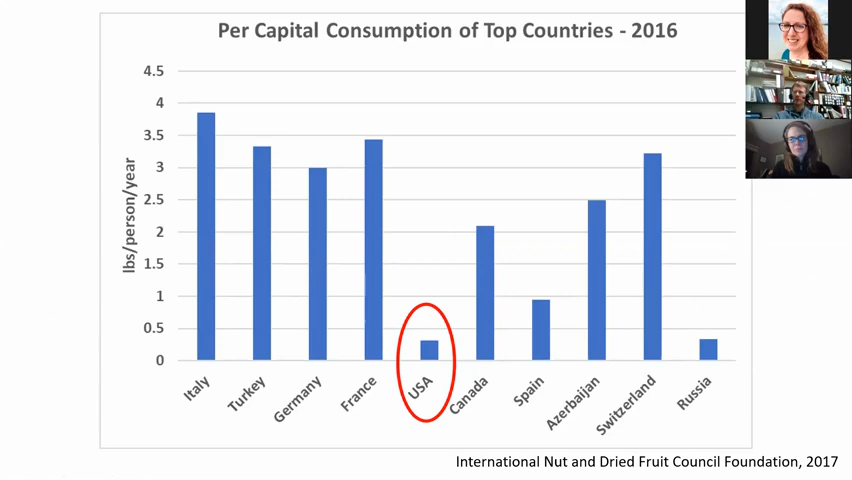 Per Capital Consumption of Top Countries - 2016
lbs/person/year
4.5
4
3.5
3
2.5
2
1.5
1
0.5
0
Italy
Turkey
Germany
France
USA
Canada
Spain
Azerbaijan
Switzerland
Russia
International Nut and Dried Fruit Council Foundation, 2017